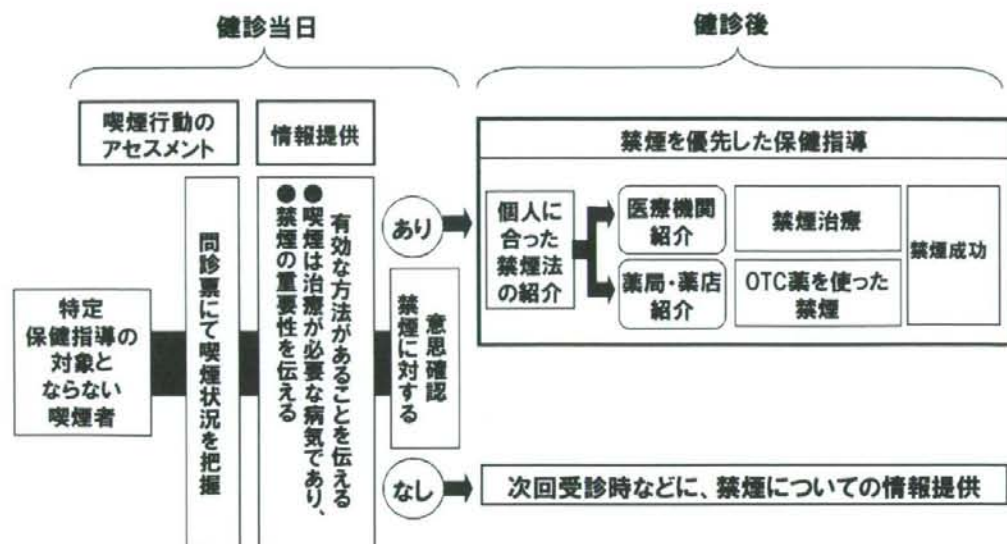 健診当日
健診後
喫煙行動の
アセスメント
情報提供
禁煙を優先した保健指導
特定
保健指導の
対象と
ならない
喫煙者
問診票にて喫煙状況を把握
●禁煙の重要性を伝える
●喫煙は治療が必要な病気であり、
有効な方法があることを伝える
あり
禁煙に対する
意思確認
なし
個人に
合った
禁煙法
の紹介
医療機関
紹介
禁煙治療
薬局・薬店
紹介
OTC薬を使った
禁煙
禁煙成功
次回受診時などに、禁煙についての情報提供